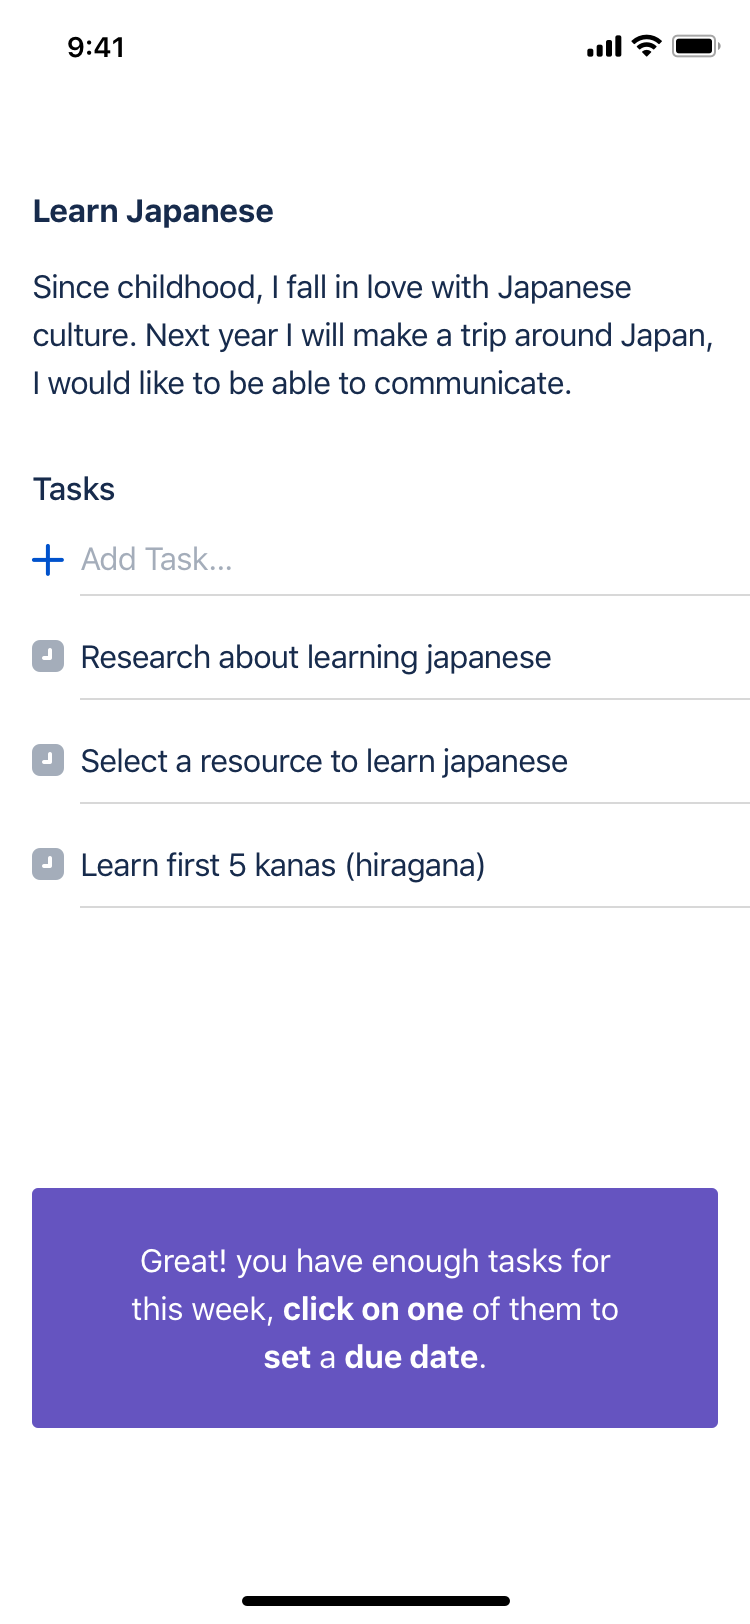 9:41
Learn Japanese
Since childhood, I fall in love with Japanese
culture. Next year I will make a trip around Japan,
I would like to be able to communicate.
Tasks
Add Task...
Research about learning japanese
Select a resource to learn japanese
Learn first 5 kanas (hiragana)
Great! you have enough tasks for
this week, click on one of them to
set a due date.